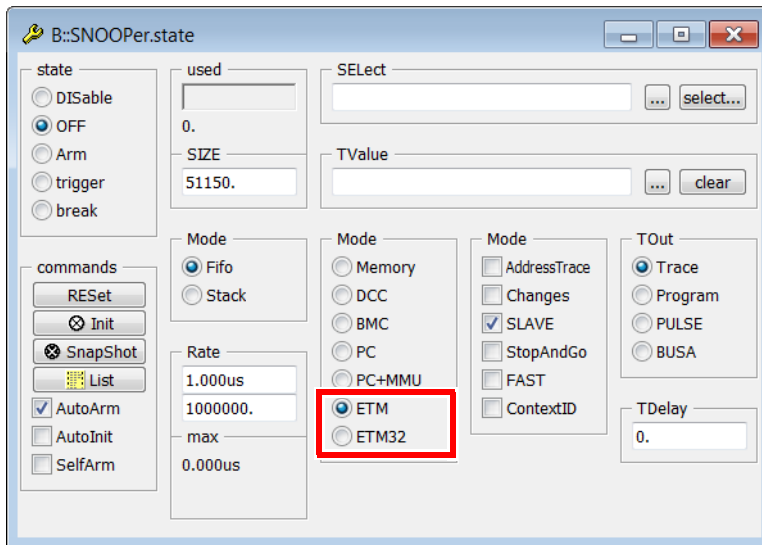 B::SNOOPer.state
state
DISable
OFF
Arm
trigger
break
used
0.
SIZE
51150.
SELect
...
select...
TValue
...
clear
commands
RESet
Init
SnapShot
List
AutoArm
AutoInit
SelfArm
Mode
Fifo
Stack
Rate
1.000us
1000000.
max
0.000us
Mode
Memory
DCC
BMC
PC
PC+MMU
ETM
ETM32
Mode
AddressTrace
Changes
SLAVE
StopAndGo
FAST
ContextID
TOut
Trace
Program
PULSE
BUSA
TDelay
0.